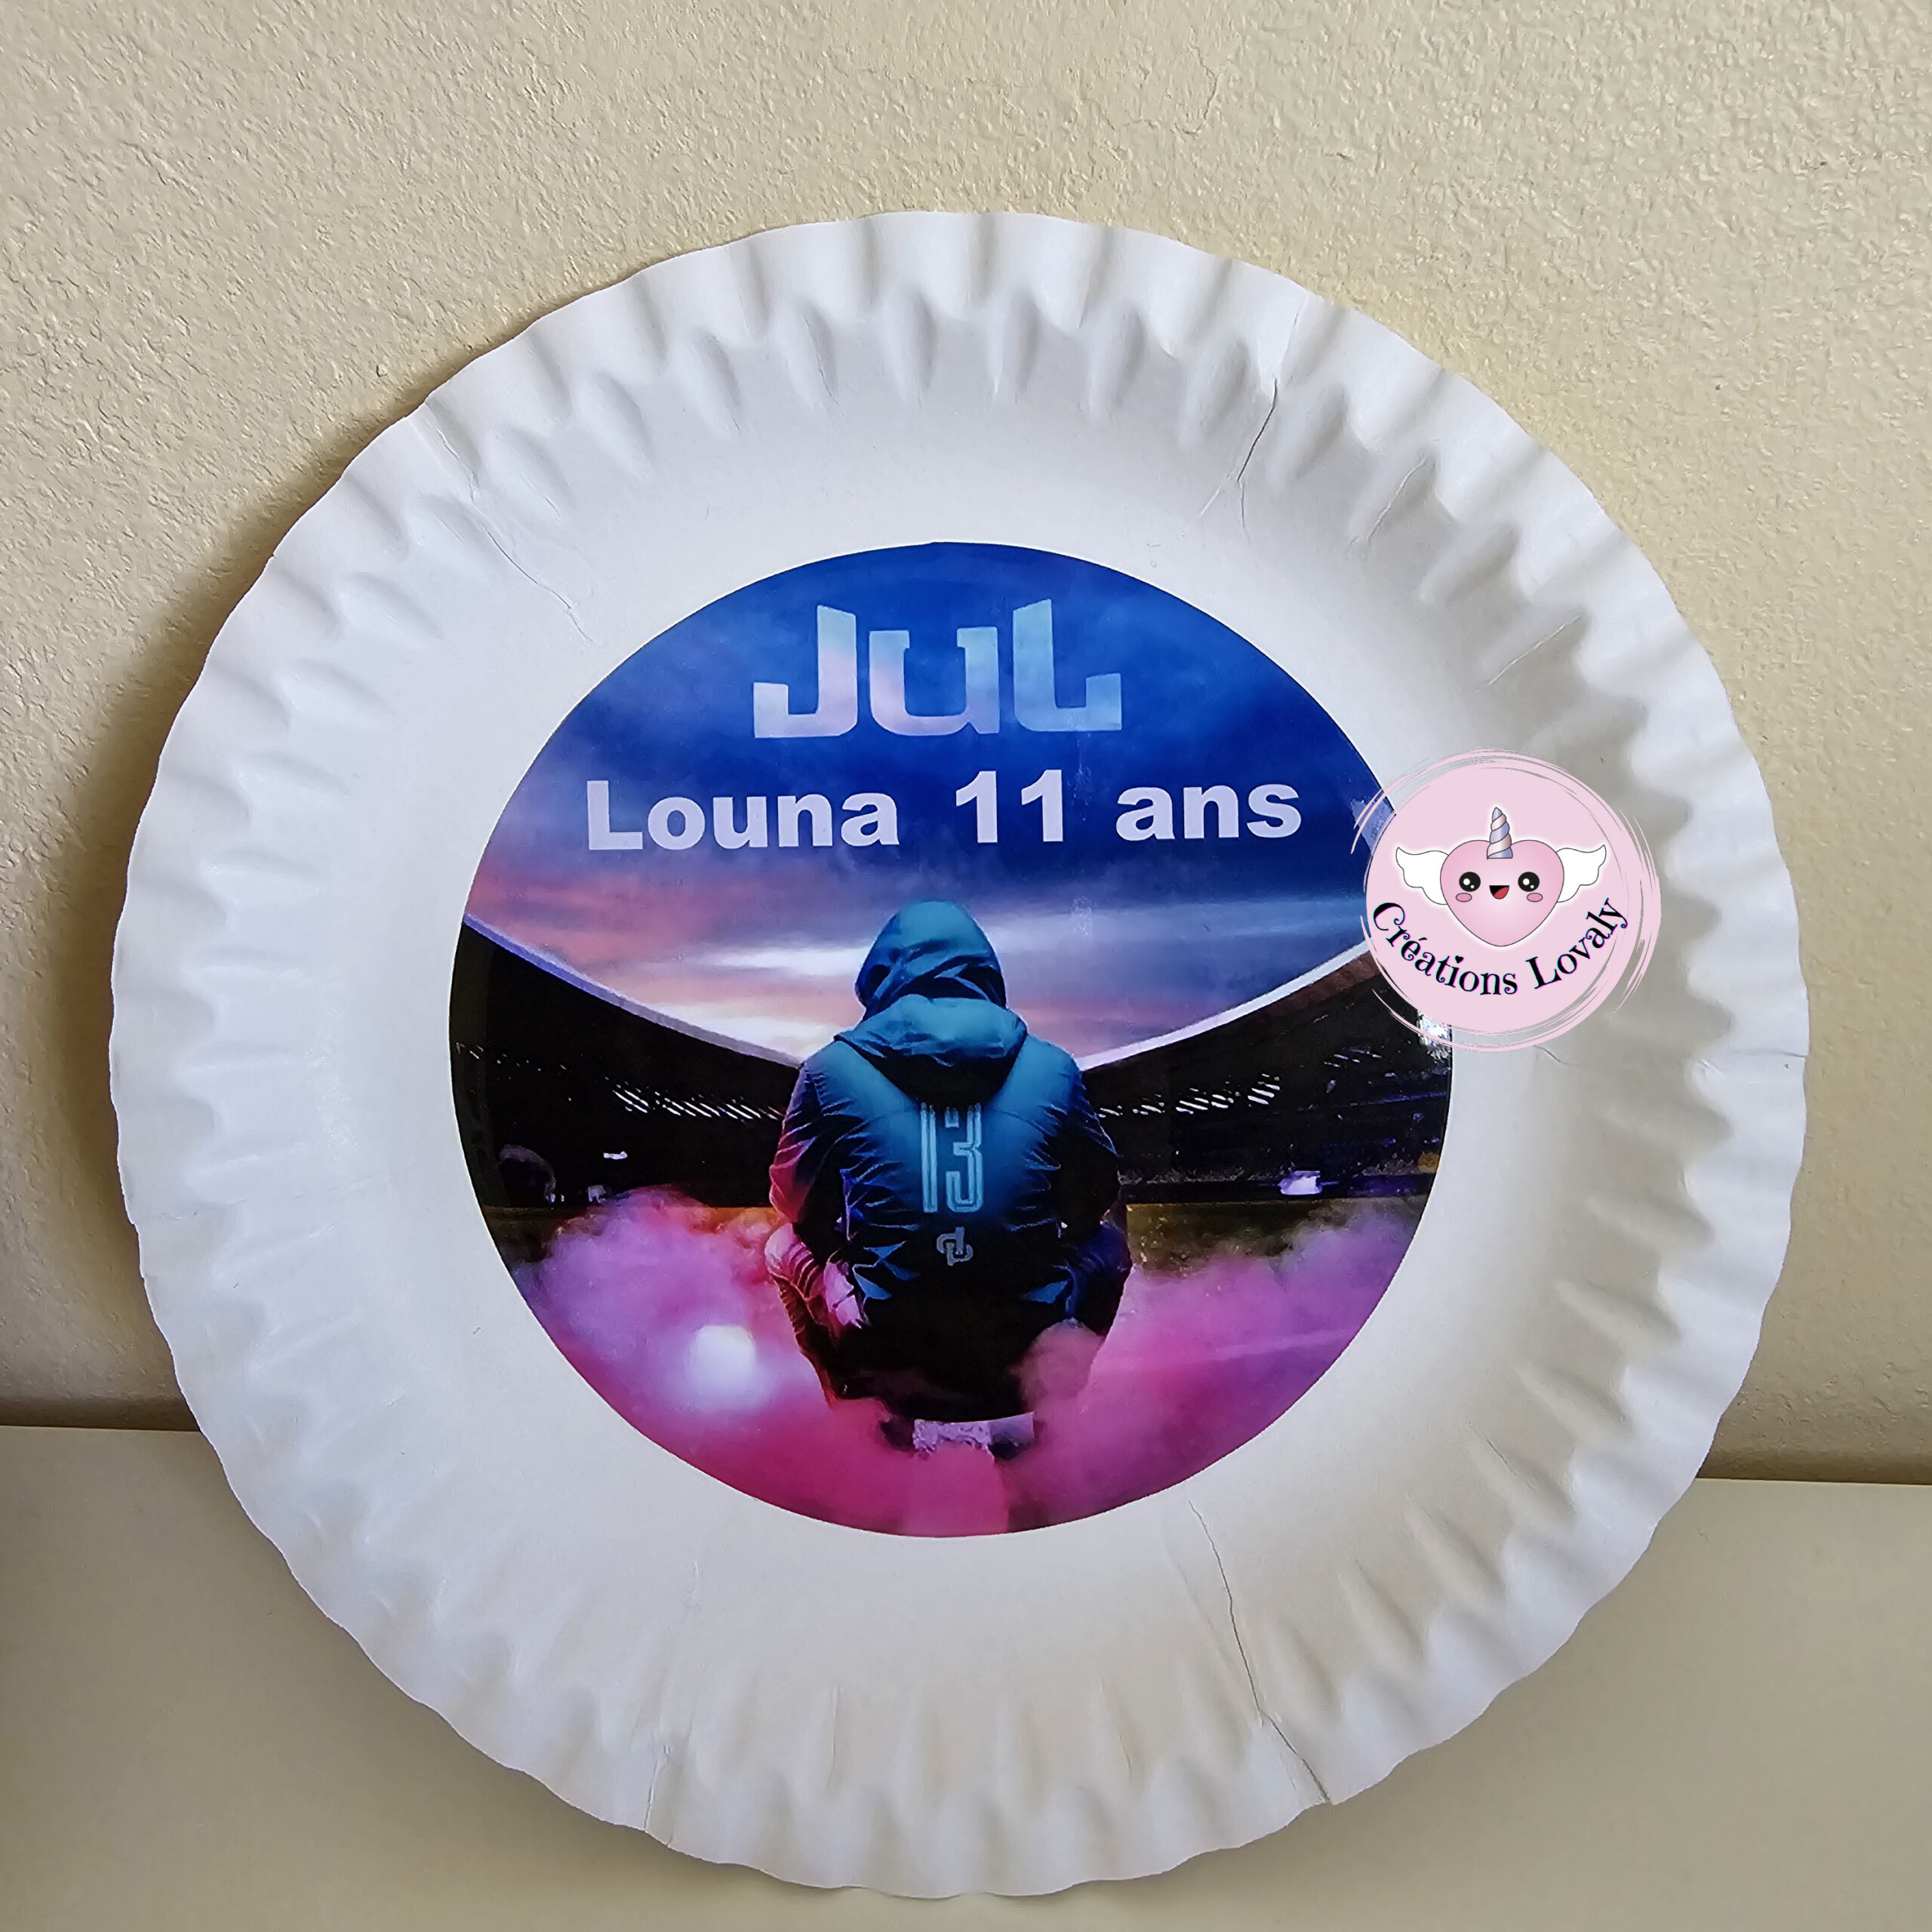 JuL
Louna 11 ans
Créations Lovaly
13